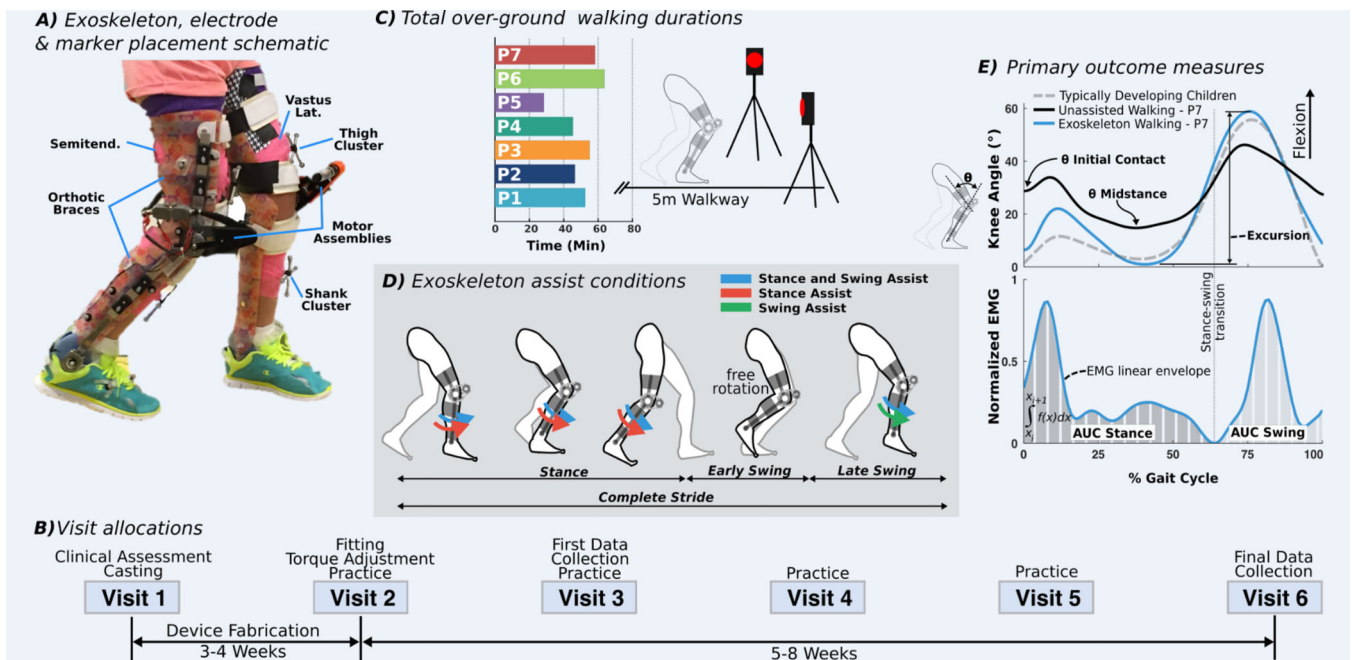 A) Exoskeleton, electrode
& marker placement schematic
Vastus
Lat.
Semitend.
Thigh
Cluster
Orthotic
Braces
Motor
Assemblies
Shank
Cluster
C) Total over-ground walking durations
P7
P6
P5
P4
P3
P2
P1
0 20 40 60 80
Time (Min)
5m Walkway
D) Exoskeleton assist conditions
Stance and Swing Assist
Stance Assist
Swing Assist
free
rotation
Stance
Early Swing
Late Swing
Complete Stride
E) Primary outcome measures
Typically Developing Children
Unassisted Walking - P7
Exoskeleton Walking - P7
Flexion
60
40
20
0
Knee Angle (°)
θ Initial Contact
θ Midstance
θ
Excursion
Stance-swing
transition
1
0.5
0
Normalized EMG
EMG linear envelope
xj+1
∫ f(x)dx
xj
AUC Stance
AUC Swing
0 25 50 75 100
% Gait Cycle
B) Visit allocations
Clinical Assessment
Casting
Visit 1
Fitting
Torque Adjustment
Practice
Visit 2
First Data
Collection
Practice
Visit 3
Practice
Visit 4
Practice
Visit 5
Final Data
Collection
Visit 6
Device Fabrication
3-4 Weeks
5-8 Weeks